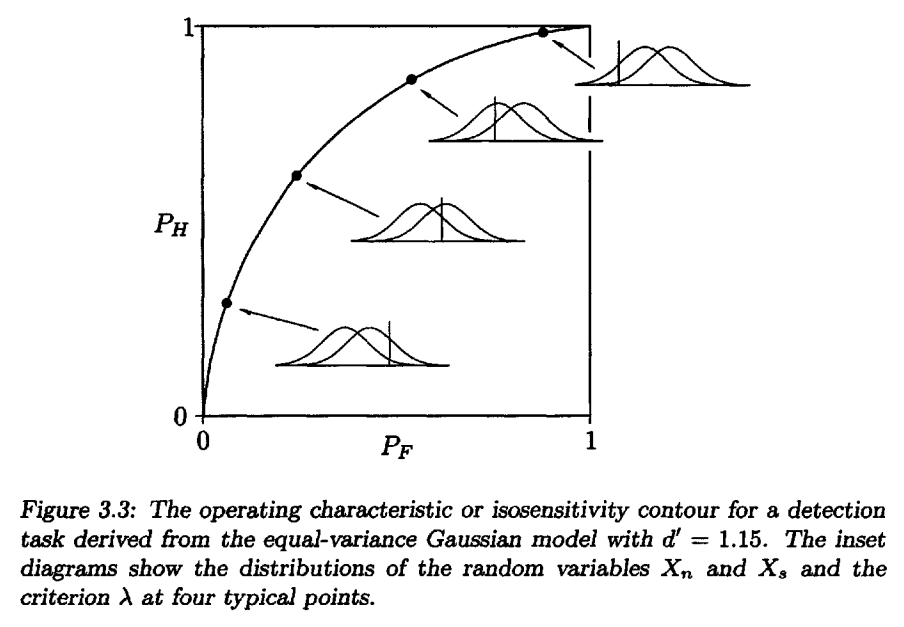 1
P_H
0
0
P_F
1
Figure 3.3: The operating characteristic or isosensitivity contour for a detection
task derived from the equal-variance Gaussian model with d′ = 1.15. The inset
diagrams show the distributions of the random variables X_n and X_s and the
criterion λ at four typical points.